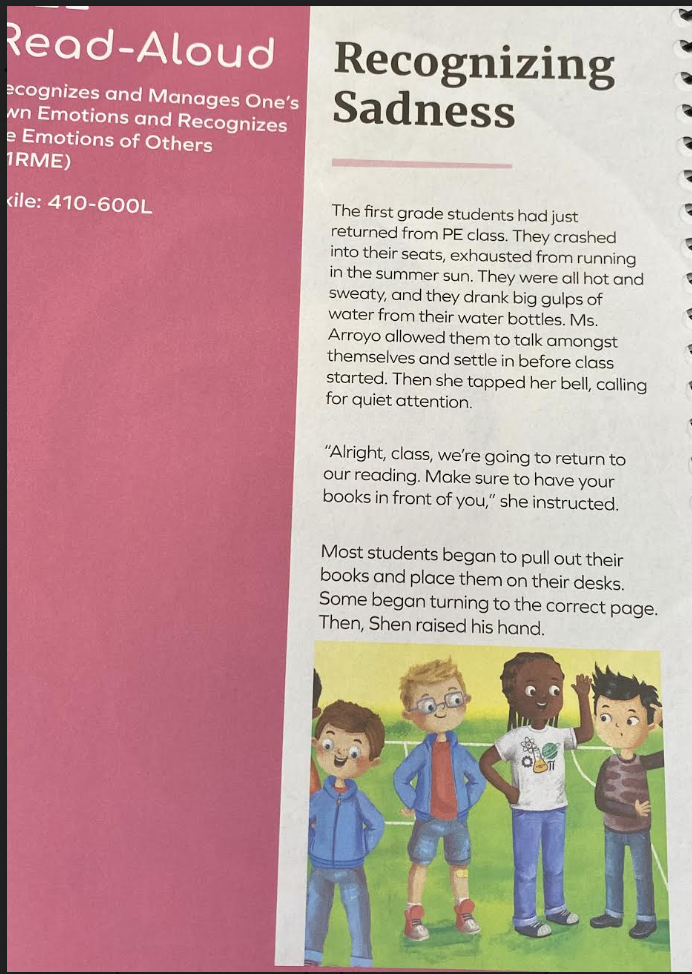 Read-Aloud
ecognizes and Manages One's
wn Emotions and Recognizes
e Emotions of Others
1RME)
xile: 410-600L
Recognizing
Sadness
The first grade students had just
returned from PE class. They crashed
into their seats, exhausted from running
in the summer sun. They were all hot and
sweaty, and they drank big gulps of
water from their water bottles. Ms.
Arroyo allowed them to talk amongst
themselves and settle in before class
started. Then she tapped her bell, calling
for quiet attention.
“Alright, class, we're going to return to
our reading. Make sure to have your
books in front of you,” she instructed.
Most students began to pull out their
books and place them on their desks.
Some began turning to the correct page.
Then, Shen raised his hand.
π